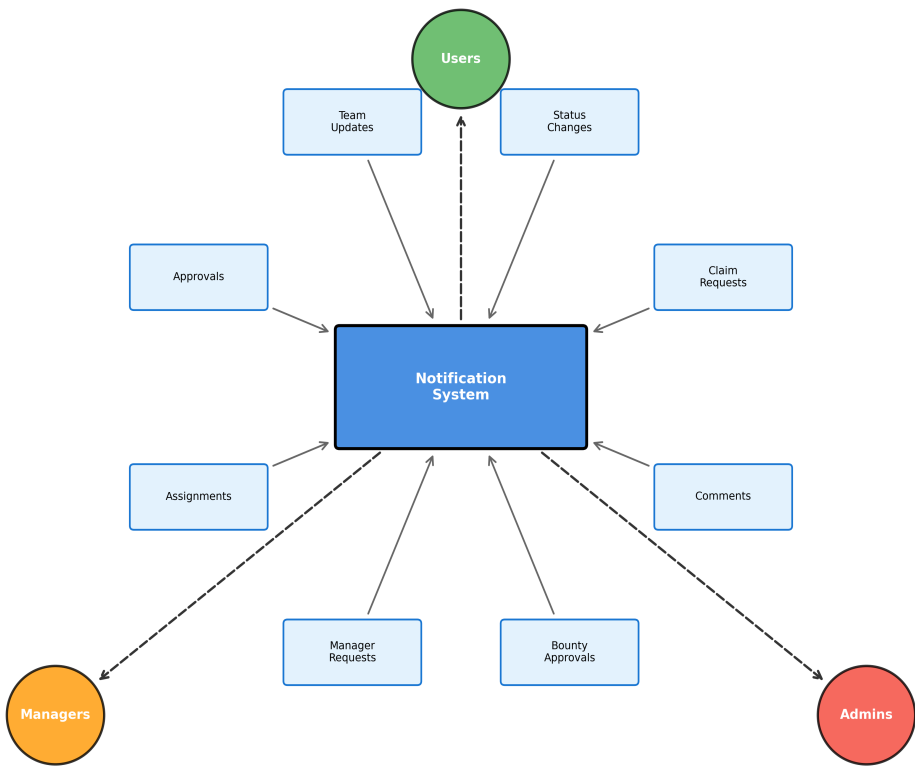 Users
Team
Updates
Status
Changes
Approvals
Claim
Requests
Notification
System
Assignments
Comments
Manager
Requests
Bounty
Approvals
Managers
Admins